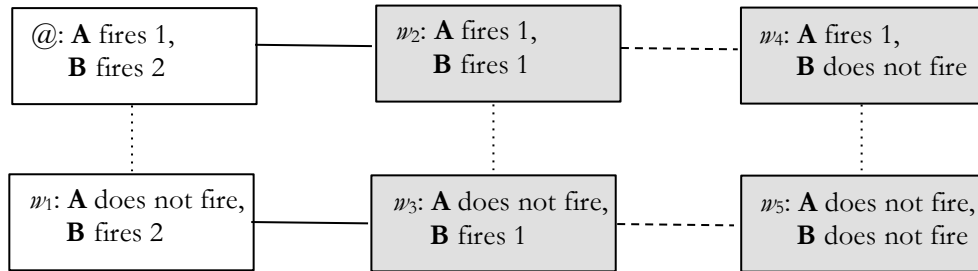 @: A fires 1,
B fires 2
w₂: A fires 1,
B fires 1
w₄: A fires 1,
B does not fire
w₁: A does not fire,
B fires 2
w₃: A does not fire,
B fires 1
w₅: A does not fire,
B does not fire